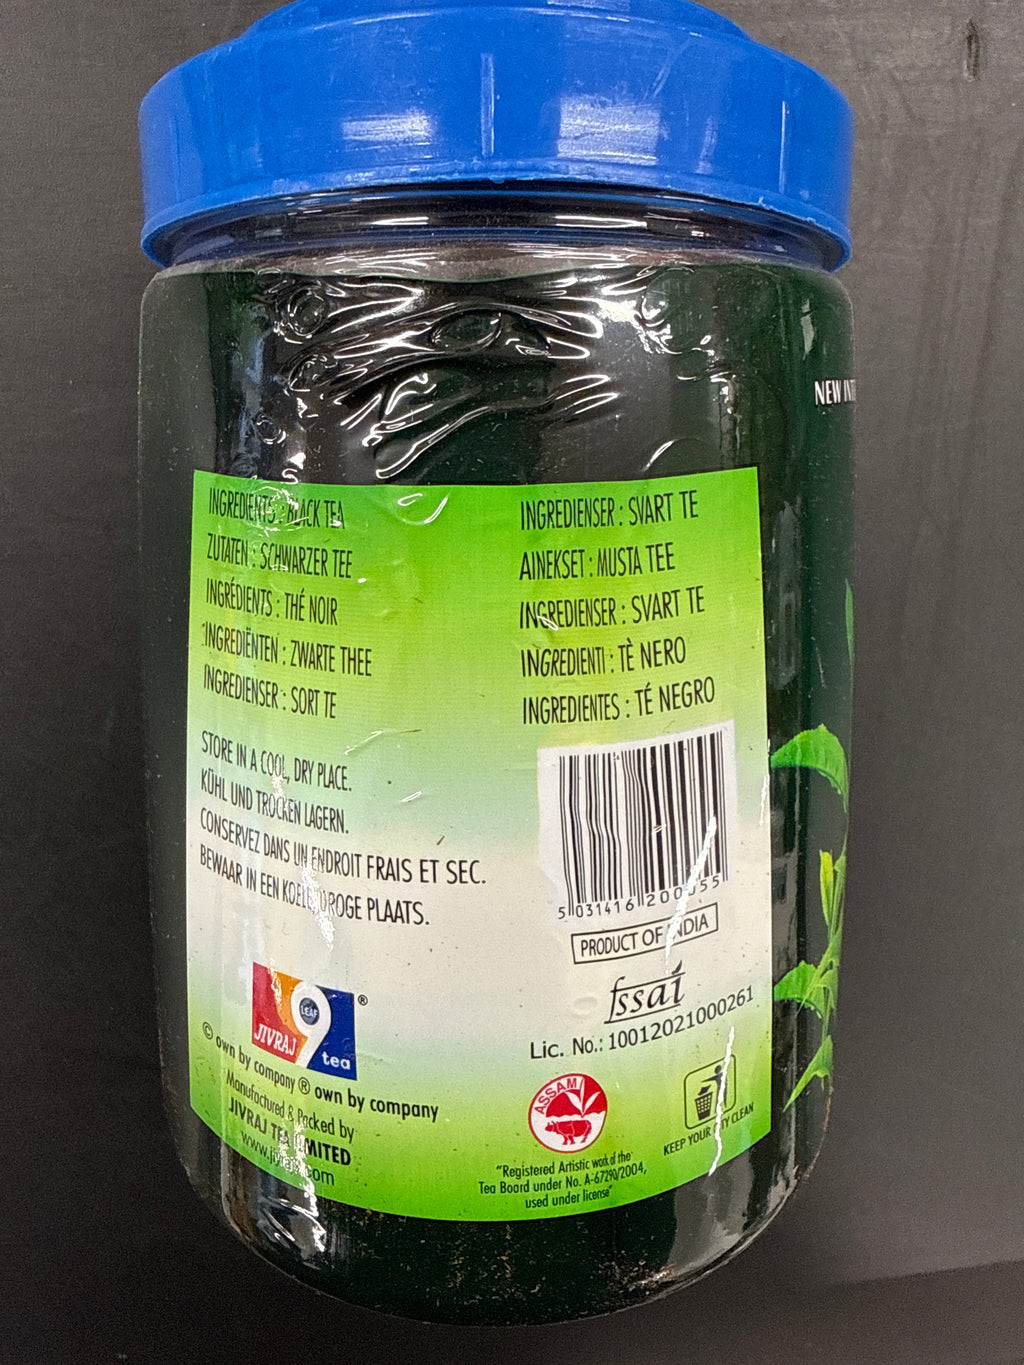 NEW
INGREDIENTS : BLACK TEA
ZUTATEN : SCHWARZER TEE
INGRÉDIENTS : THÉ NOIR
INGREDIËNTEN : ZWARTE THEE
INGREDIENSER : SORT TE
INGREDIENSER : SVART TE
AINEKSET : MUSTA TEE
INGREDIENSER : SVART TE
INGREDIENTI : TÈ NERO
INGREDIENTES : TÉ NEGRO
STORE IN A COOL, DRY PLACE.
KÜHL UND TROCKEN LAGERN.
CONSERVEZ DANS UN ENDROIT FRAIS ET SEC.
BEWAAR IN EEN KOELE, DROGE PLAATS.
5 031416
PRODUCT OF INDIA
fssai
Lic. No.: 10012021000261
LEAF
9
JIVRAJ
tea
®
© own by company ® own by company
Manufactured & Packed by
JIVRAJ TEA LIMITED
ASSAM
KEEP YOUR CITY CLEAN
"Registered Artistic work of the
Tea Board under No. A-67290/2004,
used under license"